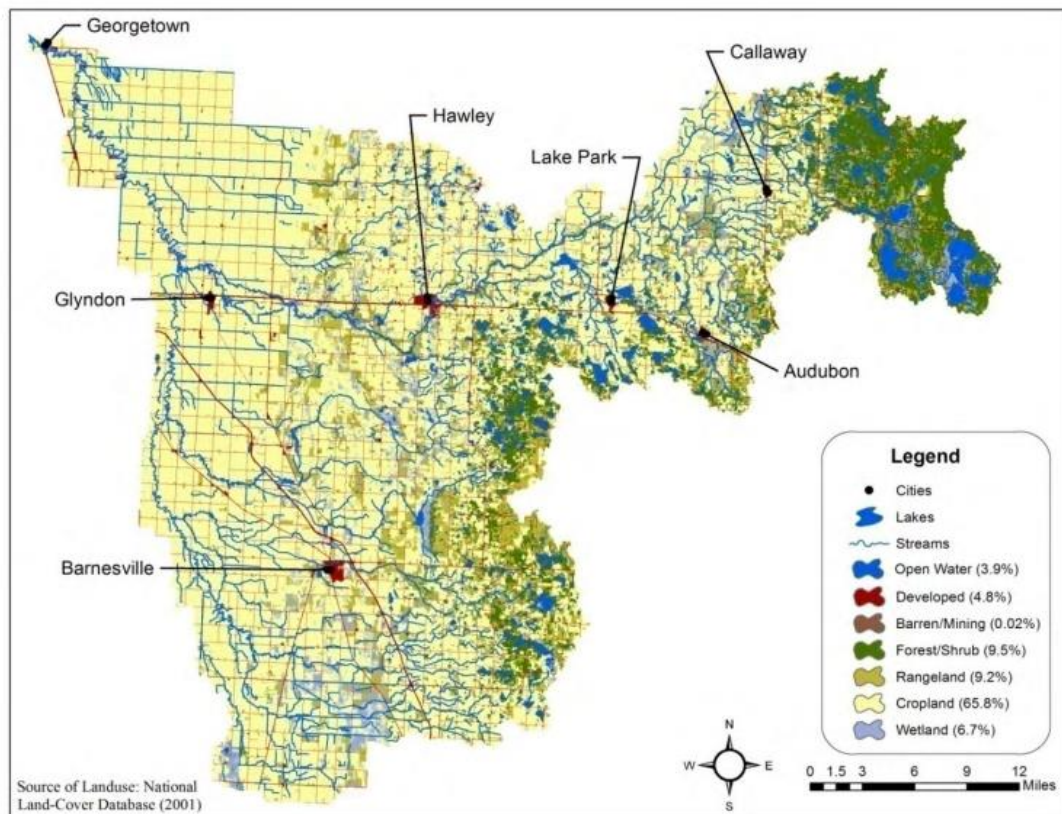 Georgetown
Callaway
Hawley
Lake Park
Glyndon
Audubon
Barnesville
Legend
Cities
Lakes
Streams
Open Water (3.9%)
Developed (4.8%)
Barren/Mining (0.02%)
Forest/Shrub (9.5%)
Rangeland (9.2%)
Cropland (65.8%)
Wetland (6.7%)
N
W E
S
0 1.5 3 6 9 12
Miles
Source of Landuse: National
Land-Cover Database (2001)